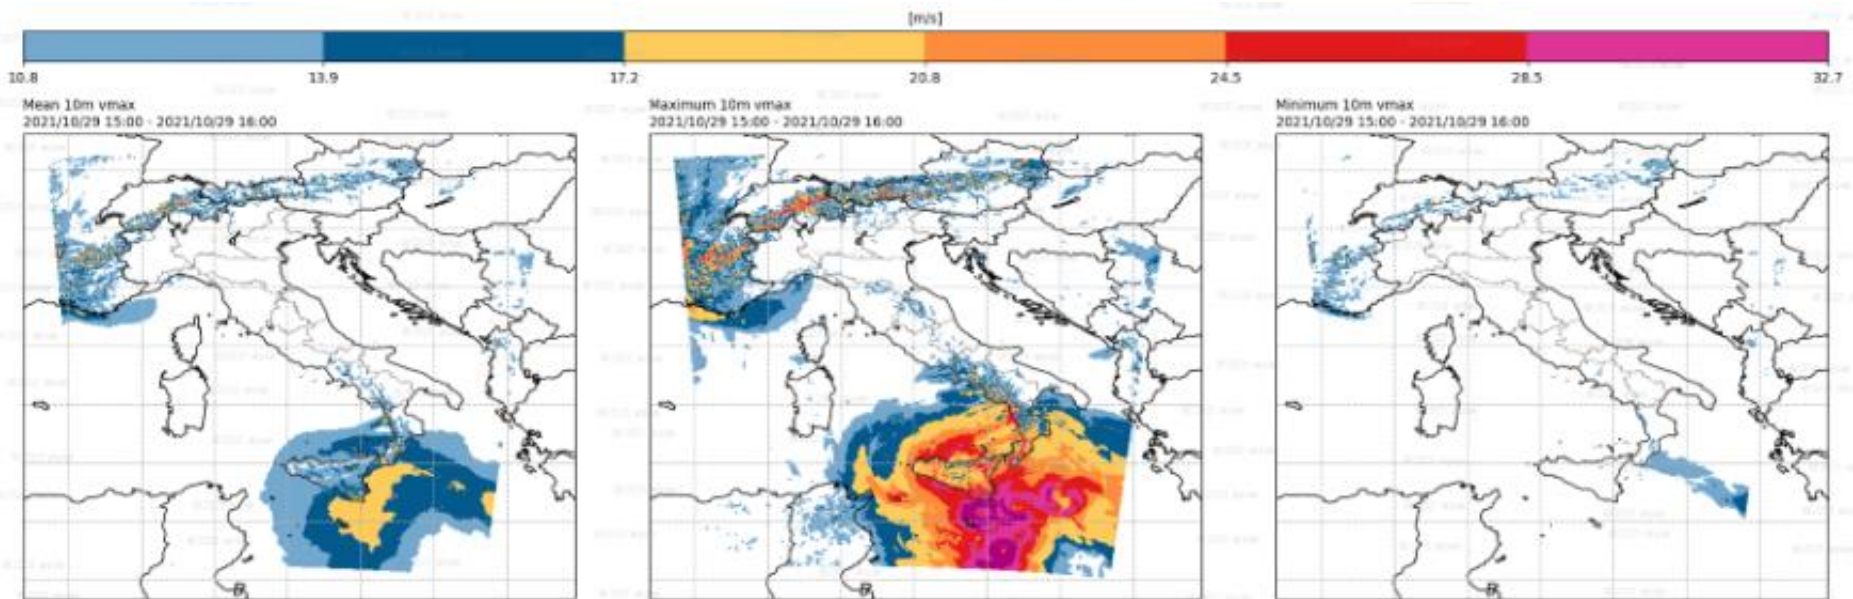 [m/s]
10.8 13.9 17.2 20.8 24.5 28.5 32.7
Mean 10m vmax
2021/10/29 15:00 - 2021/10/29 16:00
Maximum 10m vmax
2021/10/29 15:00 - 2021/10/29 16:00
Minimum 10m vmax
2021/10/29 15:00 - 2021/10/29 16:00